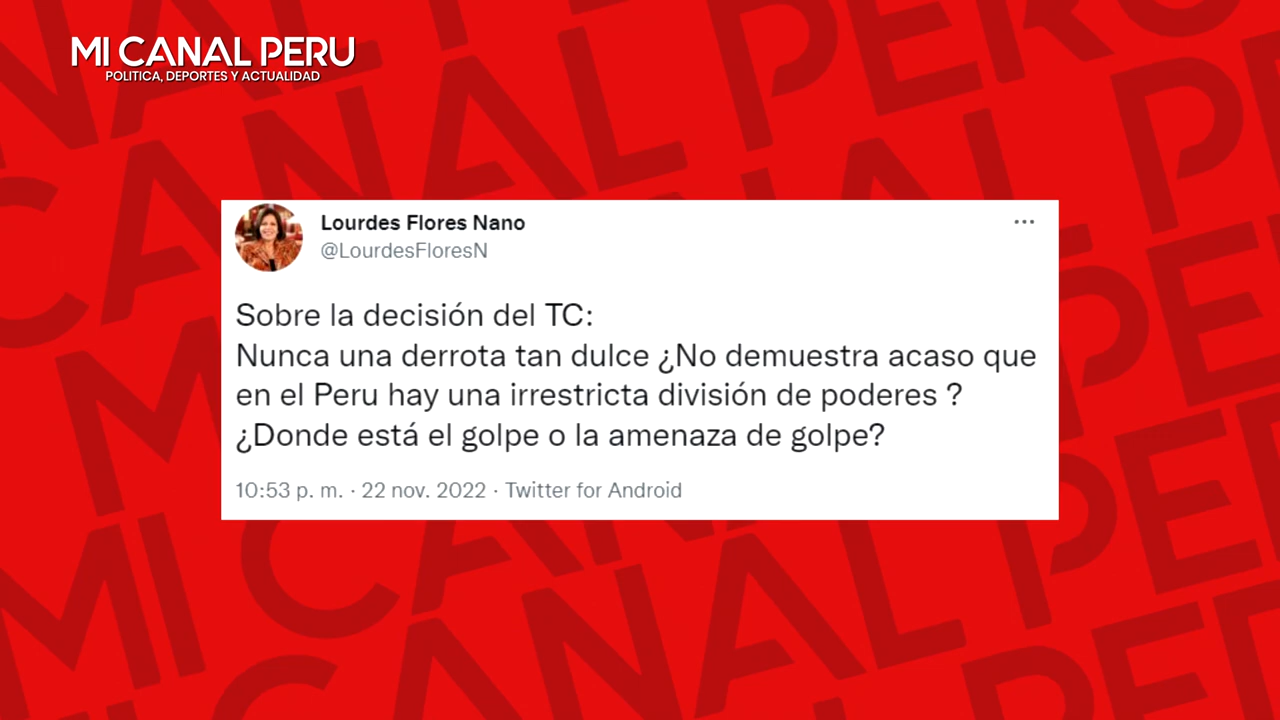 MI CANAL PERU
POLITICA, DEPORTES Y ACTUALIDAD
Lourdes Flores Nano
@LourdesFloresN
Sobre la decisión del TC:
Nunca una derrota tan dulce ¿No demuestra acaso que
en el Peru hay una irrestricta división de poderes ?
¿Donde está el golpe o la amenaza de golpe?
10:53 p. m. · 22 nov. 2022 · Twitter for Android